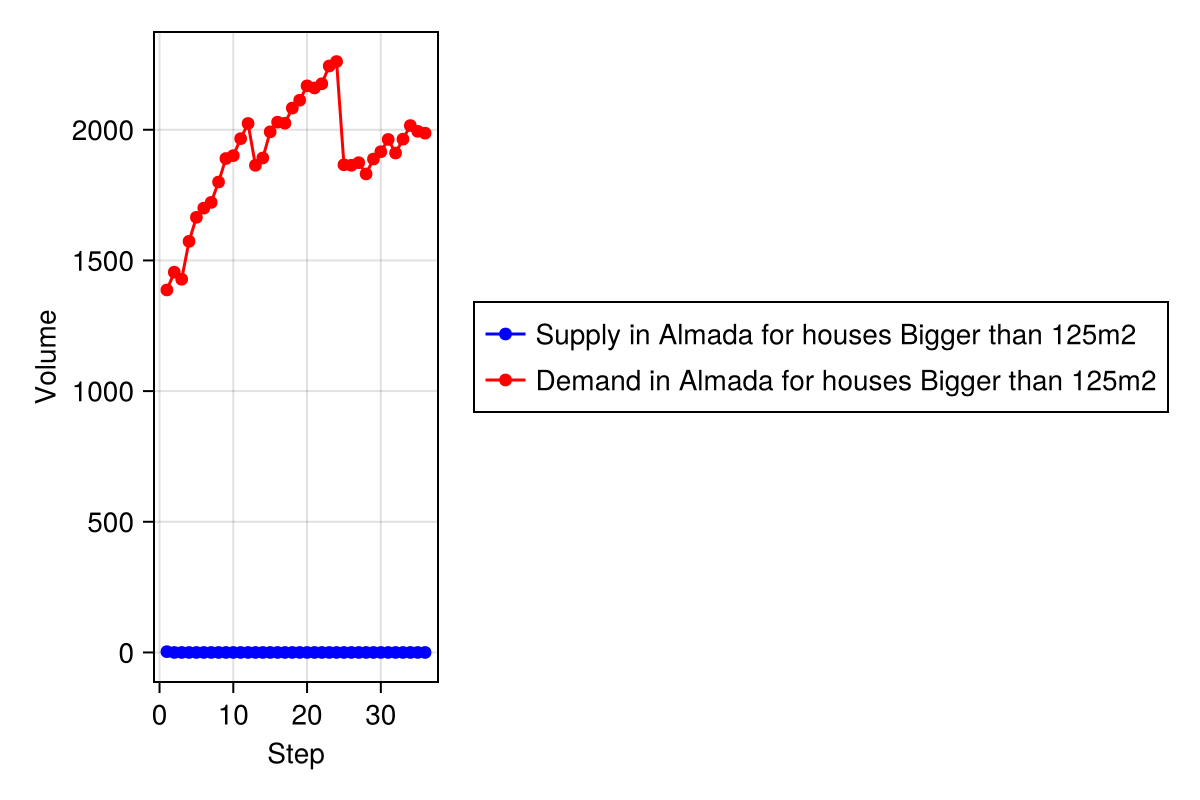 2000
1500
1000
500
0
Volume
0 10 20 30
Step
Supply in Almada for houses Bigger than 125m2
Demand in Almada for houses Bigger than 125m2